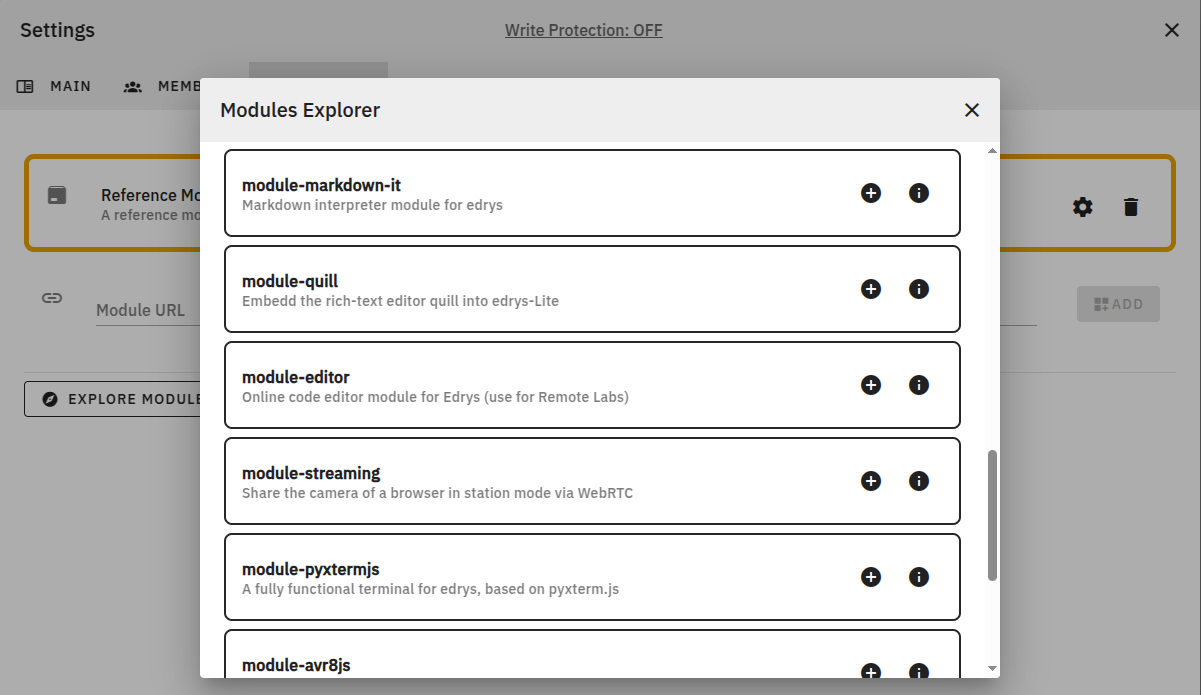 Settings
Write Protection: OFF
MAIN
MEMB
Modules Explorer
Reference Mo
A reference mo
Module URL
ADD
EXPLORE MODULE
module-markdown-it
Markdown interpreter module for edrys
module-quill
Embedd the rich-text editor quill into edrys-Lite
module-editor
Online code editor module for Edrys (use for Remote Labs)
module-streaming
Share the camera of a browser in station mode via WebRTC
module-pyxtermjs
A fully functional terminal for edrys, based on pyxterm.js
module-avr8js